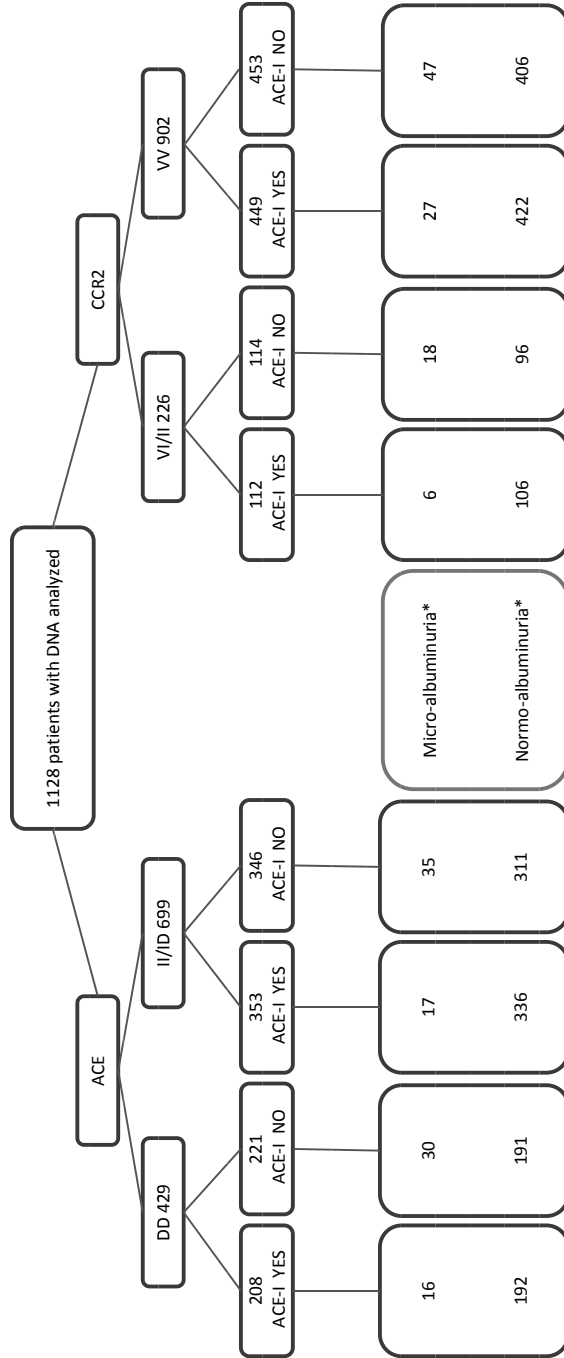 1128 patients with DNA analyzed
ACE
CCR2
DD 429
II/ID 699
VI/II 226
VV 902
208
ACE-I YES
221
ACE-I NO
353
ACE-I YES
346
ACE-I NO
112
ACE-I YES
114
ACE-I NO
449
ACE-I YES
453
ACE-I NO
16
192
30
191
17
336
35
311
Micro-albuminuria*
Normo-albuminuria*
6
106
18
96
27
422
47
406